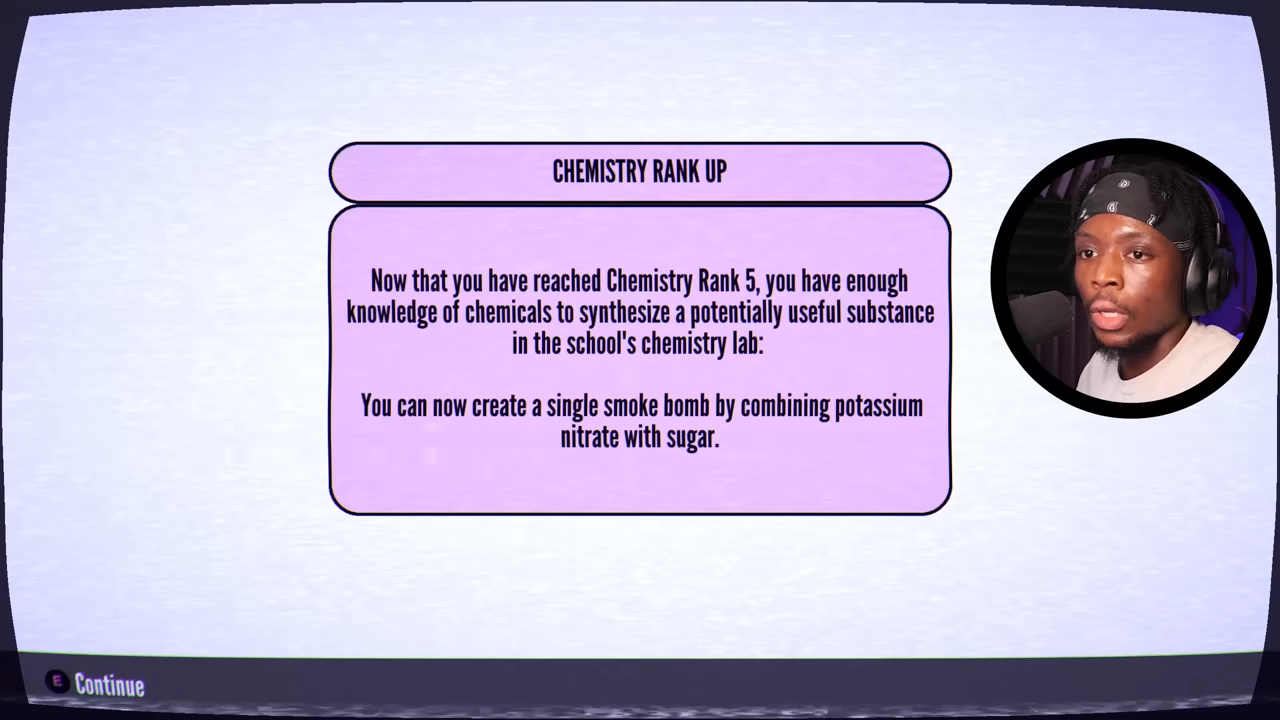 CHEMISTRY RANK UP
Now that you have reached Chemistry Rank 5, you have enough
knowledge of chemicals to synthesize a potentially useful substance
in the school's chemistry lab:
You can now create a single smoke bomb by combining potassium
nitrate with sugar.
E Continue